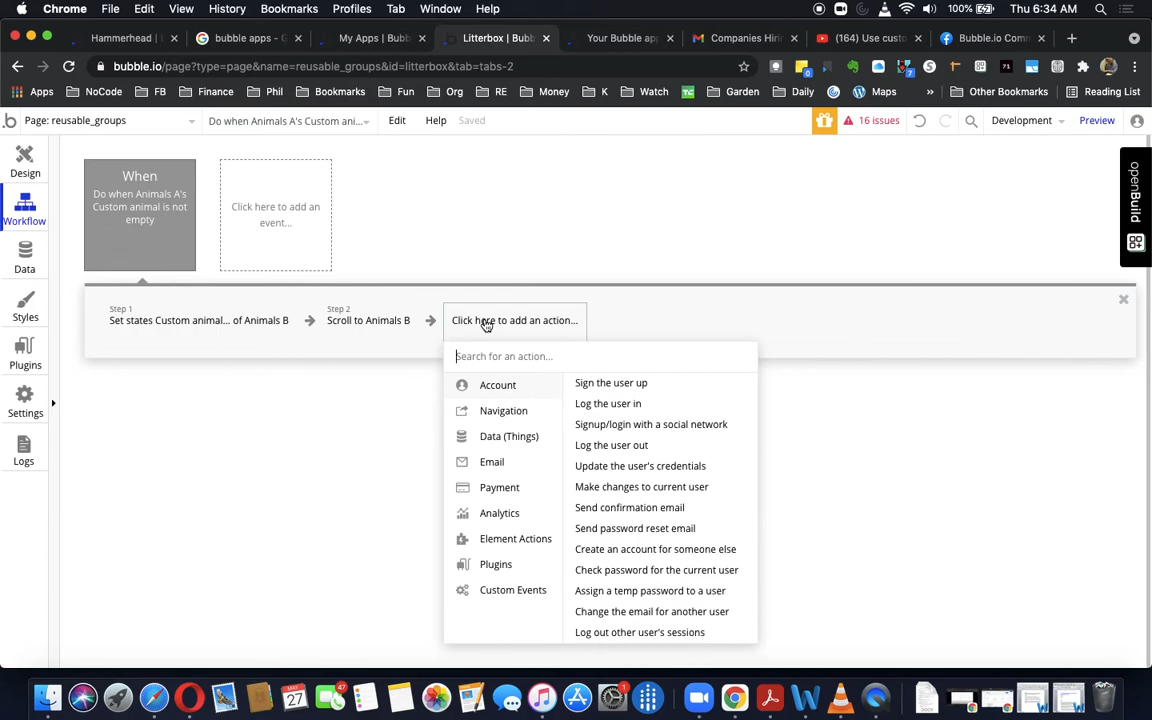 Chrome File Edit View History Bookmarks Profiles Tab Window Help 100% Thu 6:34 AM
Hammerhead | L bubble apps - G My Apps | Bubb Litterbox | Bubb Your Bubble ap Gmail Companies Hirin (164) Use custo Bubble.io Comm
bubble.io/page?type=page&name=reusable_groups&id=litterbox&tab=tabs-2
Apps NoCode FB Finance Phil Bookmarks Fun Org RE Money K Watch TC Garden Daily Maps » Other Bookmarks Reading List
Page: reusable_groups Do when Animals A's Custom ani... Edit Help Saved 16 issues Development Preview
Design
Workflow
Data
Styles
Plugins
Settings
Logs
When
Do when Animals A's
Custom animal is not
empty
Click here to add an
event...
openBuild
Step 1
Set states Custom animal... of Animals B
Step 2
Scroll to Animals B
Click here to add an action...
Search for an action...
Account
Navigation
Data (Things)
Email
Payment
Analytics
Element Actions
Plugins
Custom Events
Sign the user up
Log the user in
Signup/login with a social network
Log the user out
Update the user's credentials
Make changes to current user
Send confirmation email
Send password reset email
Create an account for someone else
Check password for the current user
Assign a temp password to a user
Change the email for another user
Log out other user's sessions